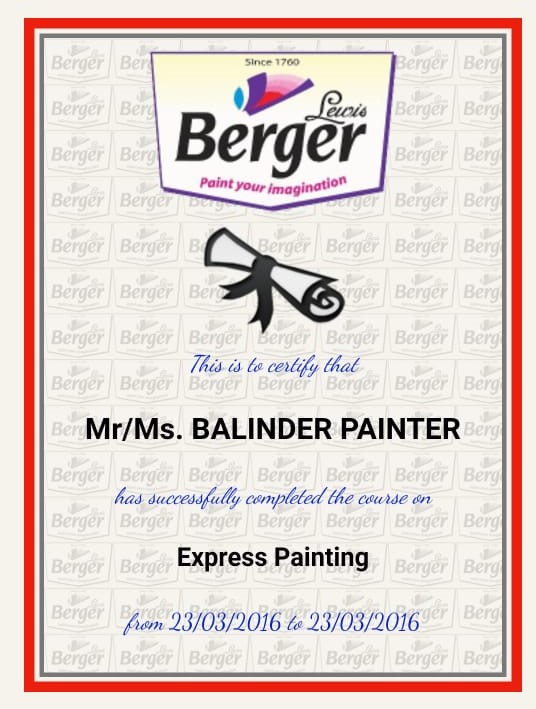 Since 1760
Lewis
Berger
Paint your imagination
This is to certify that
Mr/Ms. BALINDER PAINTER
has successfully completed the course on
Express Painting
from 23/03/2016 to 23/03/2016